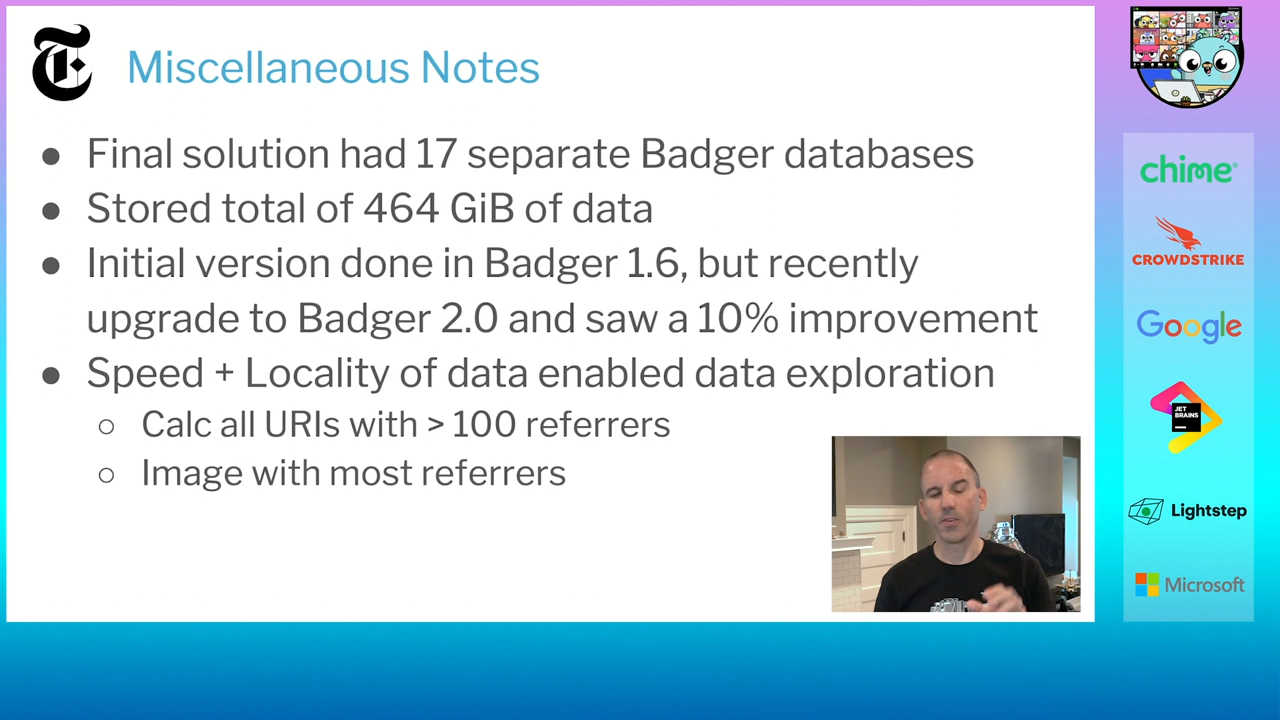 Miscellaneous Notes
● Final solution had 17 separate Badger databases
● Stored total of 464 GiB of data
● Initial version done in Badger 1.6, but recently
upgrade to Badger 2.0 and saw a 10% improvement
● Speed + Locality of data enabled data exploration
○ Calc all URIs with > 100 referrers
○ Image with most referrers
chime®
CROWDSTRIKE
Google
JET
BRAINS
Lightstep
Microsoft